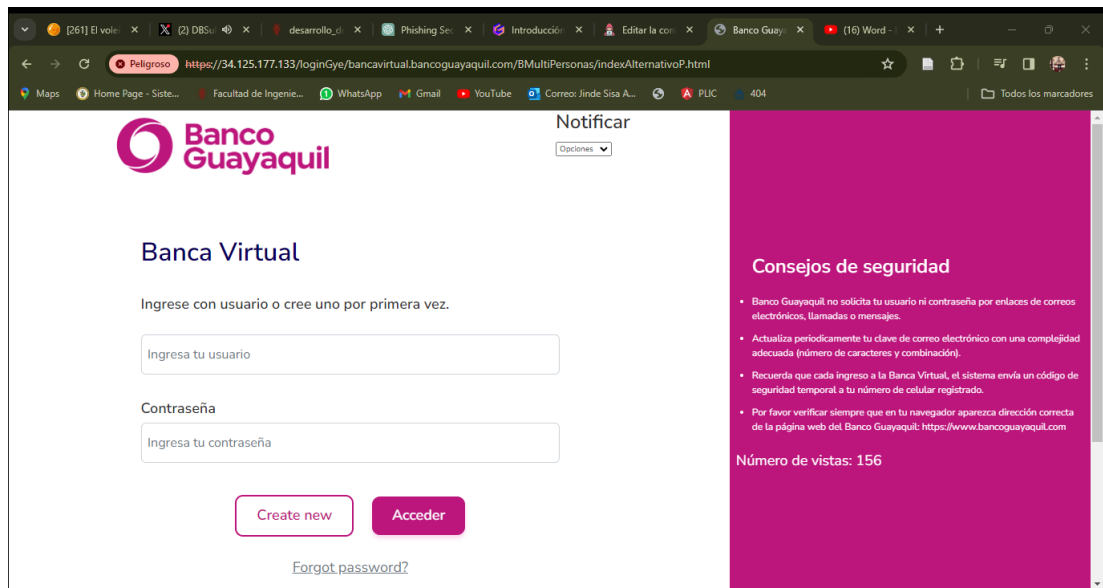 [261] El vole
(2) DBSu
desarrollo_d
Phishing Sec
Introducción
Editar la con
Banco Guaya
(16) Word -
Peligroso
https://34.125.177.133/loginGye/bancavirtual.bancoguayaquil.com/BMultiPersonas/indexAlternativoP.html
Maps
Home Page - Siste...
Facultad de Ingenie...
WhatsApp
Gmail
YouTube
Correo: Jinde Sisa A...
PLIC
404
Todos los marcadores
Banco
Guayaquil
Notificar
Opciones
Banca Virtual
Ingrese con usuario o cree uno por primera vez.
Ingresa tu usuario
Contraseña
Ingresa tu contraseña
Create new
Acceder
Forgot password?
Consejos de seguridad
• Banco Guayaquil no solicita tu usuario ni contraseña por enlaces de correos
electrónicos, llamadas o mensajes.
• Actualiza periodicamente tu clave de correo electrónico con una complejidad
adecuada (número de caracteres y combinación).
• Recuerda que cada ingreso a la Banca Virtual, el sistema envía un código de
seguridad temporal a tu número de celular registrado.
• Por favor verificar siempre que en tu navegador aparezca dirección correcta
de la página web del Banco Guayaquil: https://www.bancoguayaquil.com
Número de vistas: 156